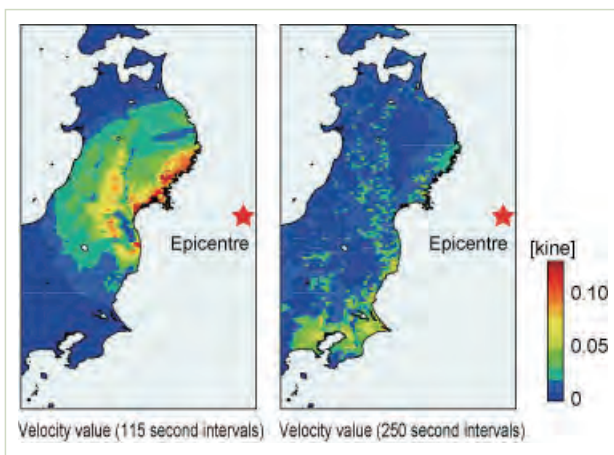 Epicentre
Epicentre
[kine]
0.10
0.05
0
Velocity value (115 second intervals)
Velocity value (250 second intervals)